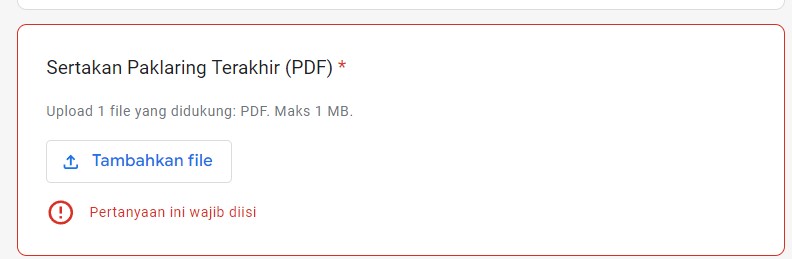 Sertakan Paklaring Terakhir (PDF) *
Upload 1 file yang didukung: PDF. Maks 1 MB.
Tambahkan file
Pertanyaan ini wajib diisi